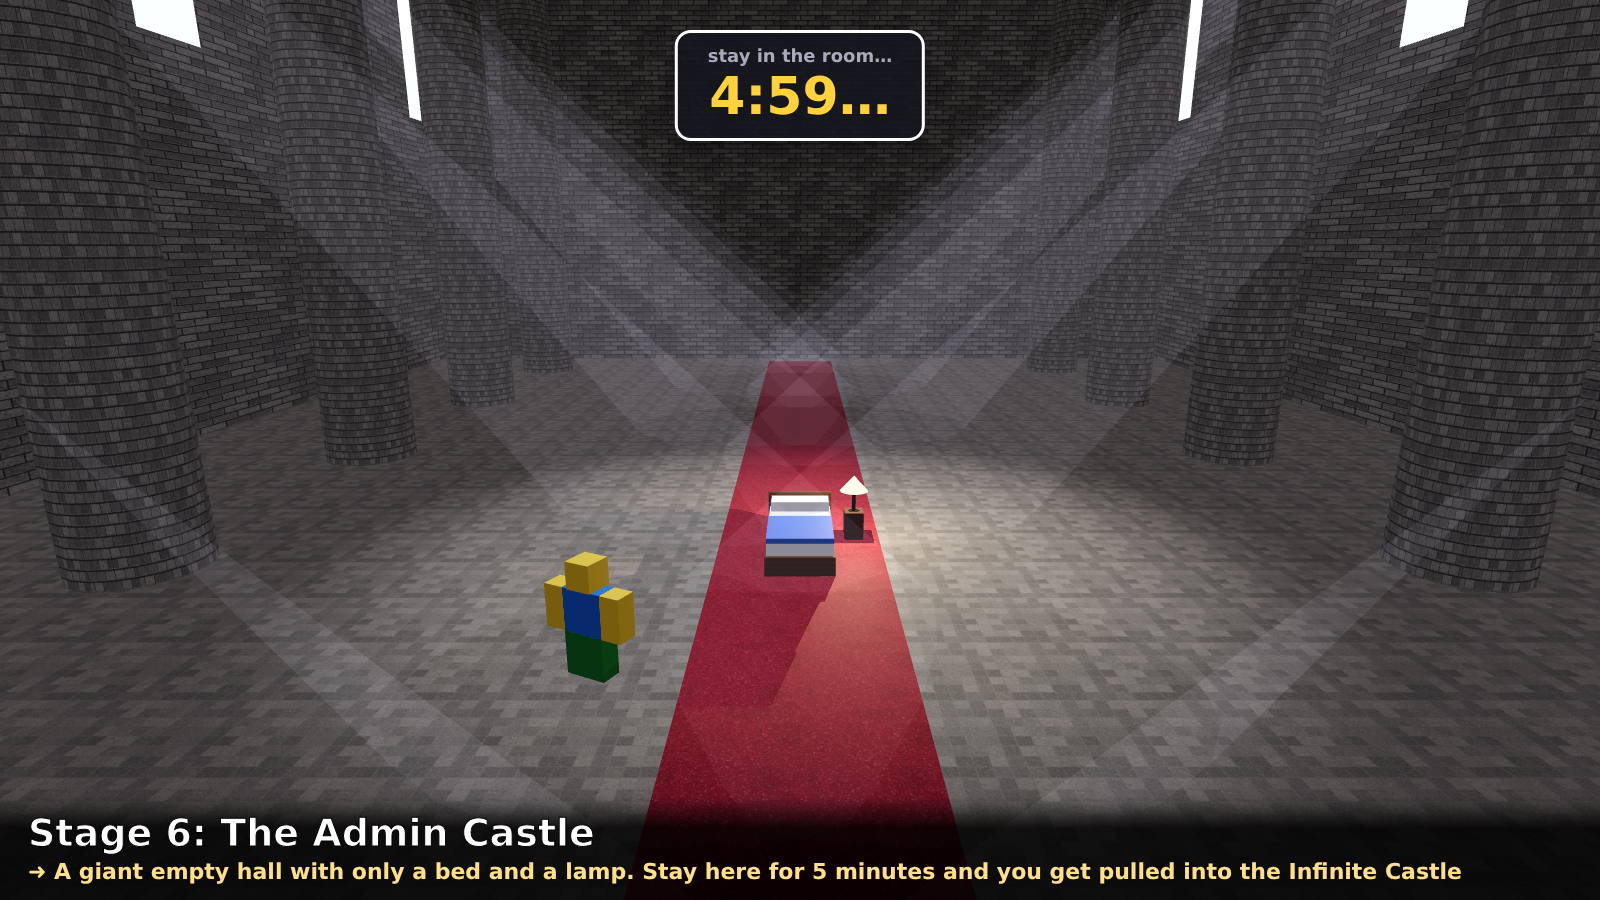 stay in the room...
4:59...
Stage 6: The Admin Castle
➜ A giant empty hall with only a bed and a lamp. Stay here for 5 minutes and you get pulled into the Infinite Castle